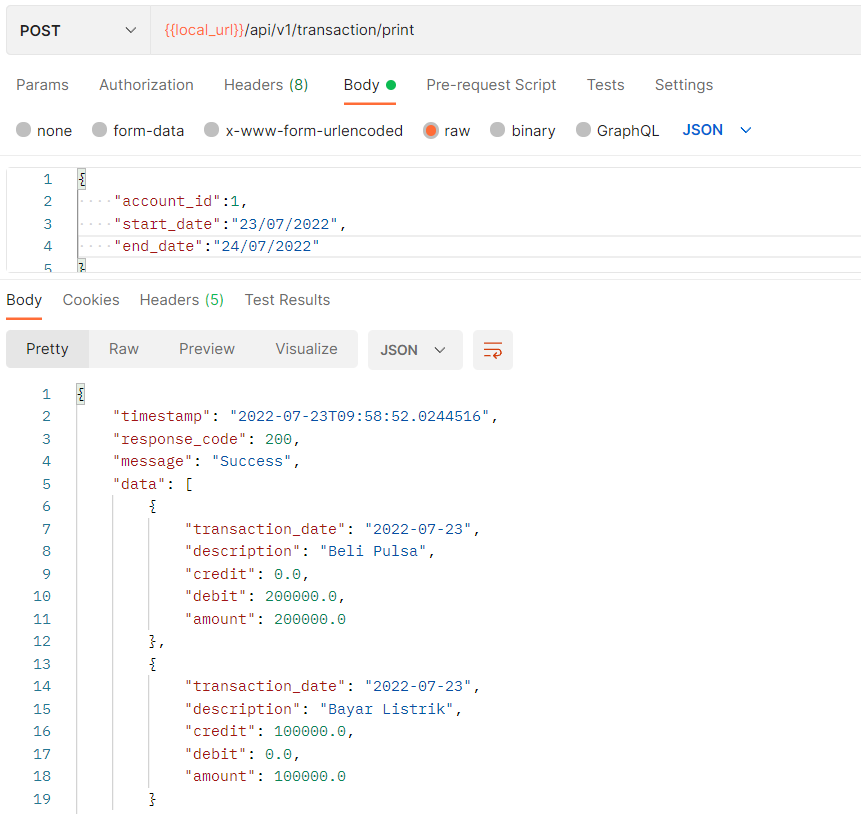 POST {{local_url}}/api/v1/transaction/print
Params Authorization Headers (8) Body Pre-request Script Tests Settings
none form-data x-www-form-urlencoded raw binary GraphQL JSON
1 {
2 ····"account_id":1,
3 ····"start_date":"23/07/2022",
4 ····"end_date":"24/07/2022"
5 }
Body Cookies Headers (5) Test Results
Pretty Raw Preview Visualize JSON
1 {
2 "timestamp": "2022-07-23T09:58:52.0244516",
3 "response_code": 200,
4 "message": "Success",
5 "data": [
6 {
7 "transaction_date": "2022-07-23",
8 "description": "Beli Pulsa",
9 "credit": 0.0,
10 "debit": 200000.0,
11 "amount": 200000.0
12 },
13 {
14 "transaction_date": "2022-07-23",
15 "description": "Bayar Listrik",
16 "credit": 100000.0,
17 "debit": 0.0,
18 "amount": 100000.0
19 }